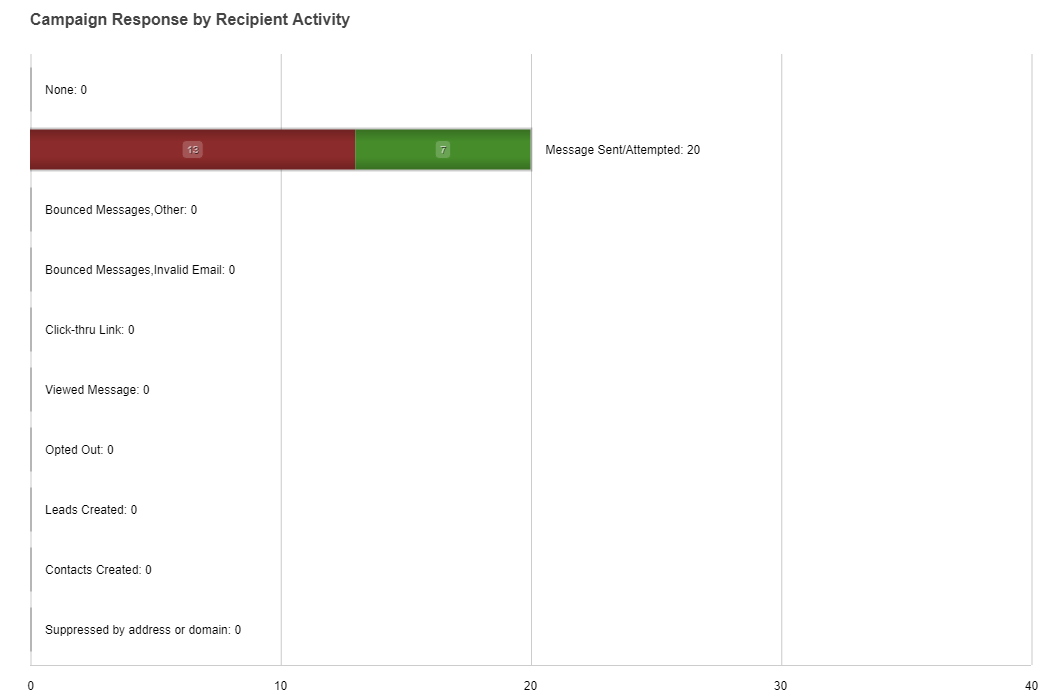 Campaign Response by Recipient Activity
None: 0
13 7 Message Sent/Attempted: 20
Bounced Messages,Other: 0
Bounced Messages,Invalid Email: 0
Click-thru Link: 0
Viewed Message: 0
Opted Out: 0
Leads Created: 0
Contacts Created: 0
Suppressed by address or domain: 0
0 10 20 30 40